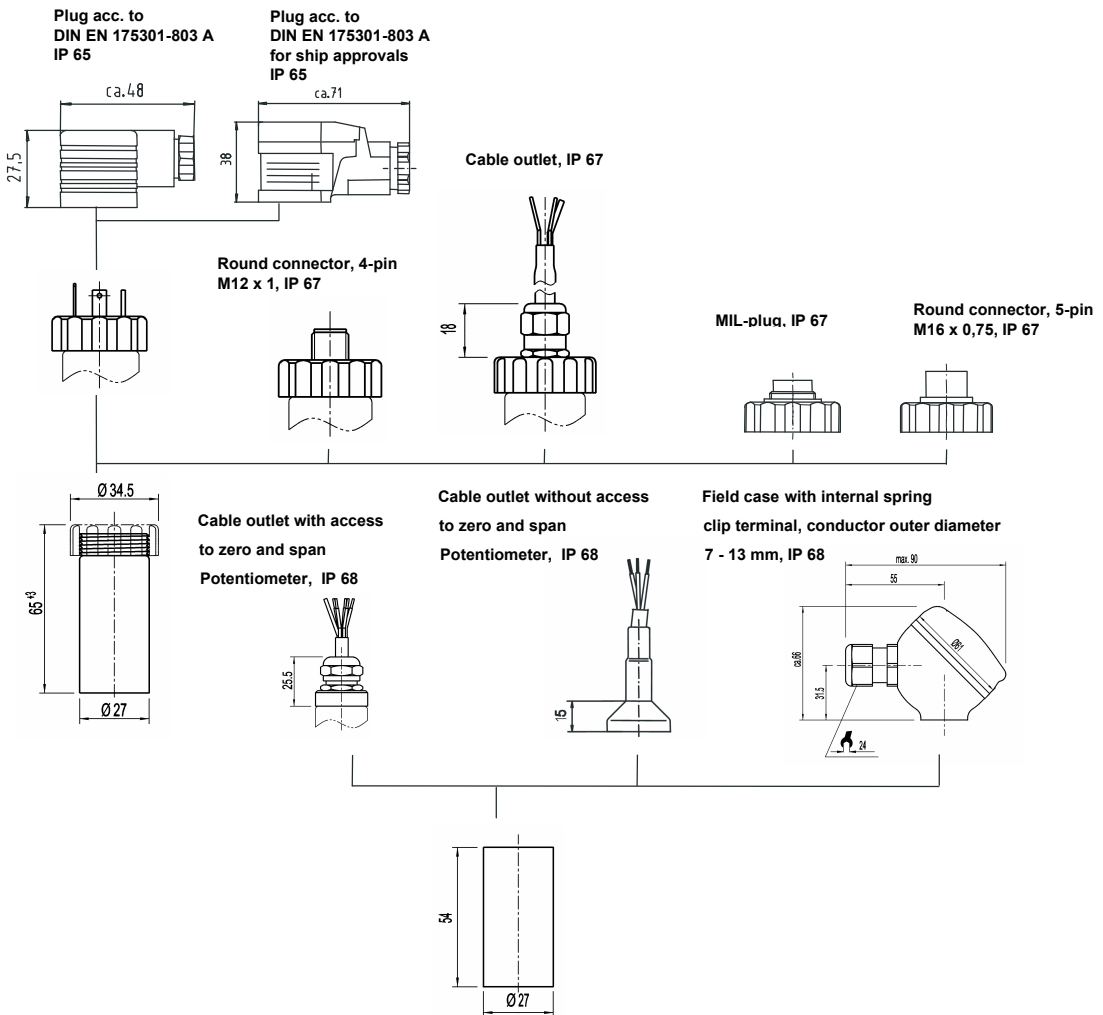 Plug acc. to
DIN EN 175301-803 A
IP 65
Plug acc. to
DIN EN 175301-803 A
for ship approvals
IP 65
ca.48
ca.71
27,5
38
Cable outlet, IP 67
Round connector, 4-pin
M12 x 1, IP 67
18
MIL-plug, IP 67
Round connector, 5-pin
M16 x 0,75, IP 67
Ø 34.5
65 +3
Ø 27
Cable outlet with access
to zero and span
Potentiometer, IP 68
25.5
Cable outlet without access
to zero and span
Potentiometer, IP 68
15
Field case with internal spring
clip terminal, conductor outer diameter
7 - 13 mm, IP 68
max. 90
55
Ø61
ca.66
31.5
24
54
Ø 27